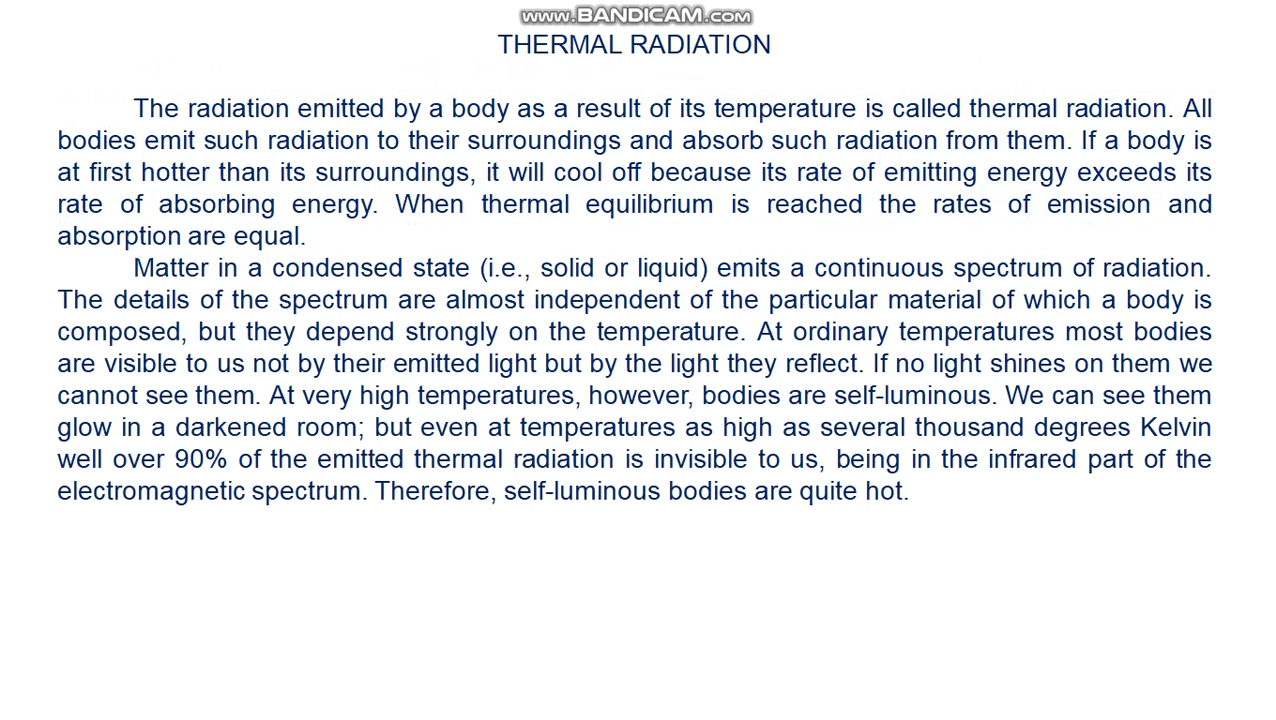 www.BANDICAM.com
THERMAL RADIATION
The radiation emitted by a body as a result of its temperature is called thermal radiation. All
bodies emit such radiation to their surroundings and absorb such radiation from them. If a body is
at first hotter than its surroundings, it will cool off because its rate of emitting energy exceeds its
rate of absorbing energy. When thermal equilibrium is reached the rates of emission and
absorption are equal.
Matter in a condensed state (i.e., solid or liquid) emits a continuous spectrum of radiation.
The details of the spectrum are almost independent of the particular material of which a body is
composed, but they depend strongly on the temperature. At ordinary temperatures most bodies
are visible to us not by their emitted light but by the light they reflect. If no light shines on them we
cannot see them. At very high temperatures, however, bodies are self-luminous. We can see them
glow in a darkened room; but even at temperatures as high as several thousand degrees Kelvin
well over 90% of the emitted thermal radiation is invisible to us, being in the infrared part of the
electromagnetic spectrum. Therefore, self-luminous bodies are quite hot.